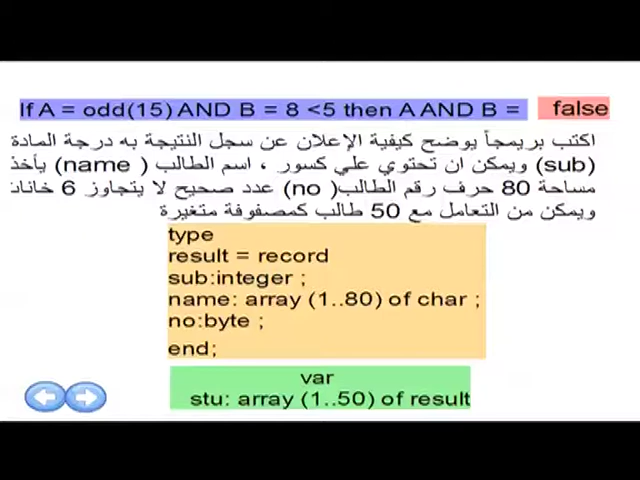 If A = odd(15) AND B = 8 <5 then A AND B = false
اكتب بريمجاً يوضح كيفية الإعلان عن سجل النتيجة به درجة المادة
(sub) ويمكن ان تحتوي علي كسور ، اسم الطالب ( name) يأخذ
مساحة 80 حرف رقم الطالب( no) عدد صحيح لا يتجاوز 6 خانات
ويمكن من التعامل مع 50 طالب كمصفوفة متغيرة
type
result = record
sub:integer ;
name: array (1..80) of char ;
no:byte ;
end;
var
stu: array (1..50) of result